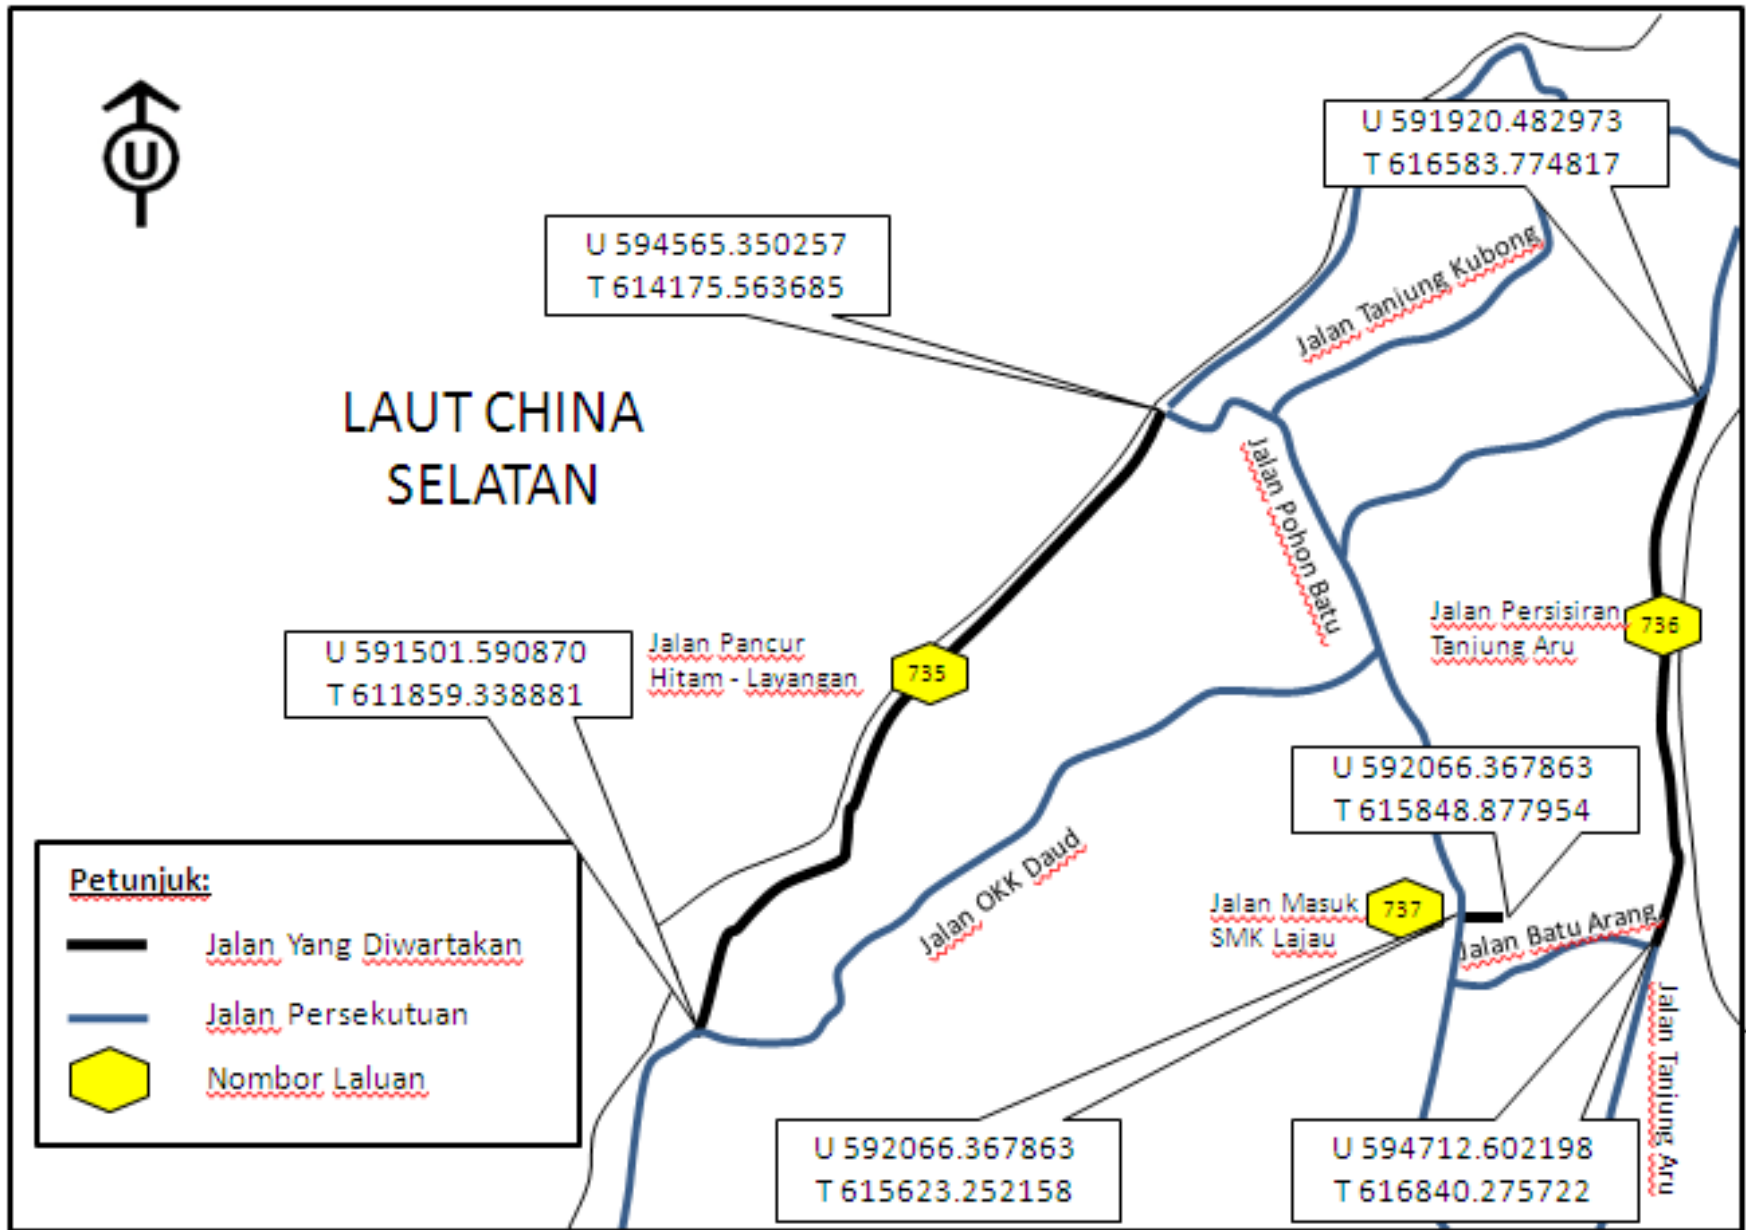 U
U 591920.482973
T 616583.774817
U 594565.350257
T 614175.563685
Jalan Tanjung Kubong
LAUT CHINA
SELATAN
Jalan Pohon Batu
U 591501.590870
T 611859.338881
Jalan Pancur
Hitam - Layangan
735
Jalan Persisiran
Tanjung Aru
736
U 592066.367863
T 615848.877954
Jalan OKK Daud
Jalan Masuk
SMK Lajau
737
Jalan Batu Arang
Jalan Tanjung Aru
Petunjuk:
Jalan Yang Diwartakan
Jalan Persekutuan
Nombor Laluan
U 592066.367863
T 615623.252158
U 594712.602198
T 616840.275722